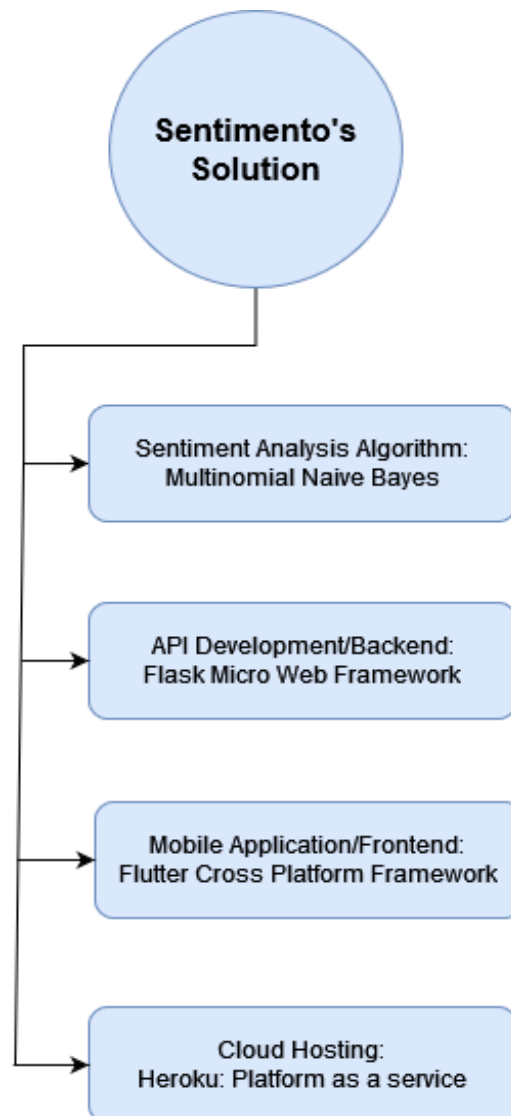 Sentimento's
Solution
Sentiment Analysis Algorithm:
Multinomial Naive Bayes
API Development/Backend:
Flask Micro Web Framework
Mobile Application/Frontend:
Flutter Cross Platform Framework
Cloud Hosting:
Heroku: Platform as a service